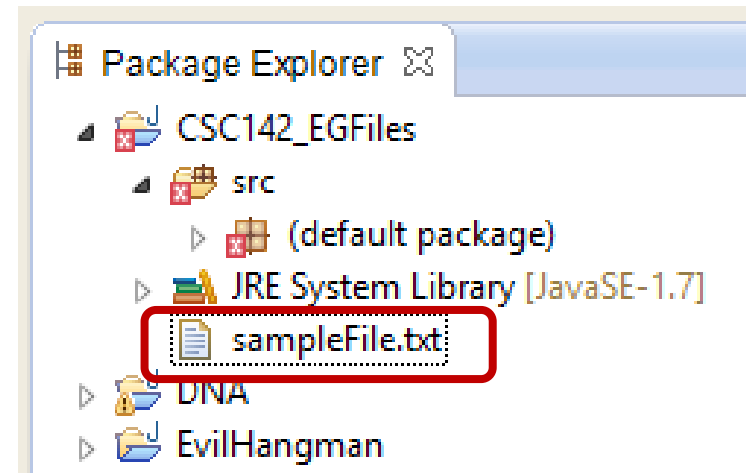 Package Explorer
CSC142_EGFiles
src
(default package)
JRE System Library [JavaSE-1.7]
sampleFile.txt
DNA
EvilHangman